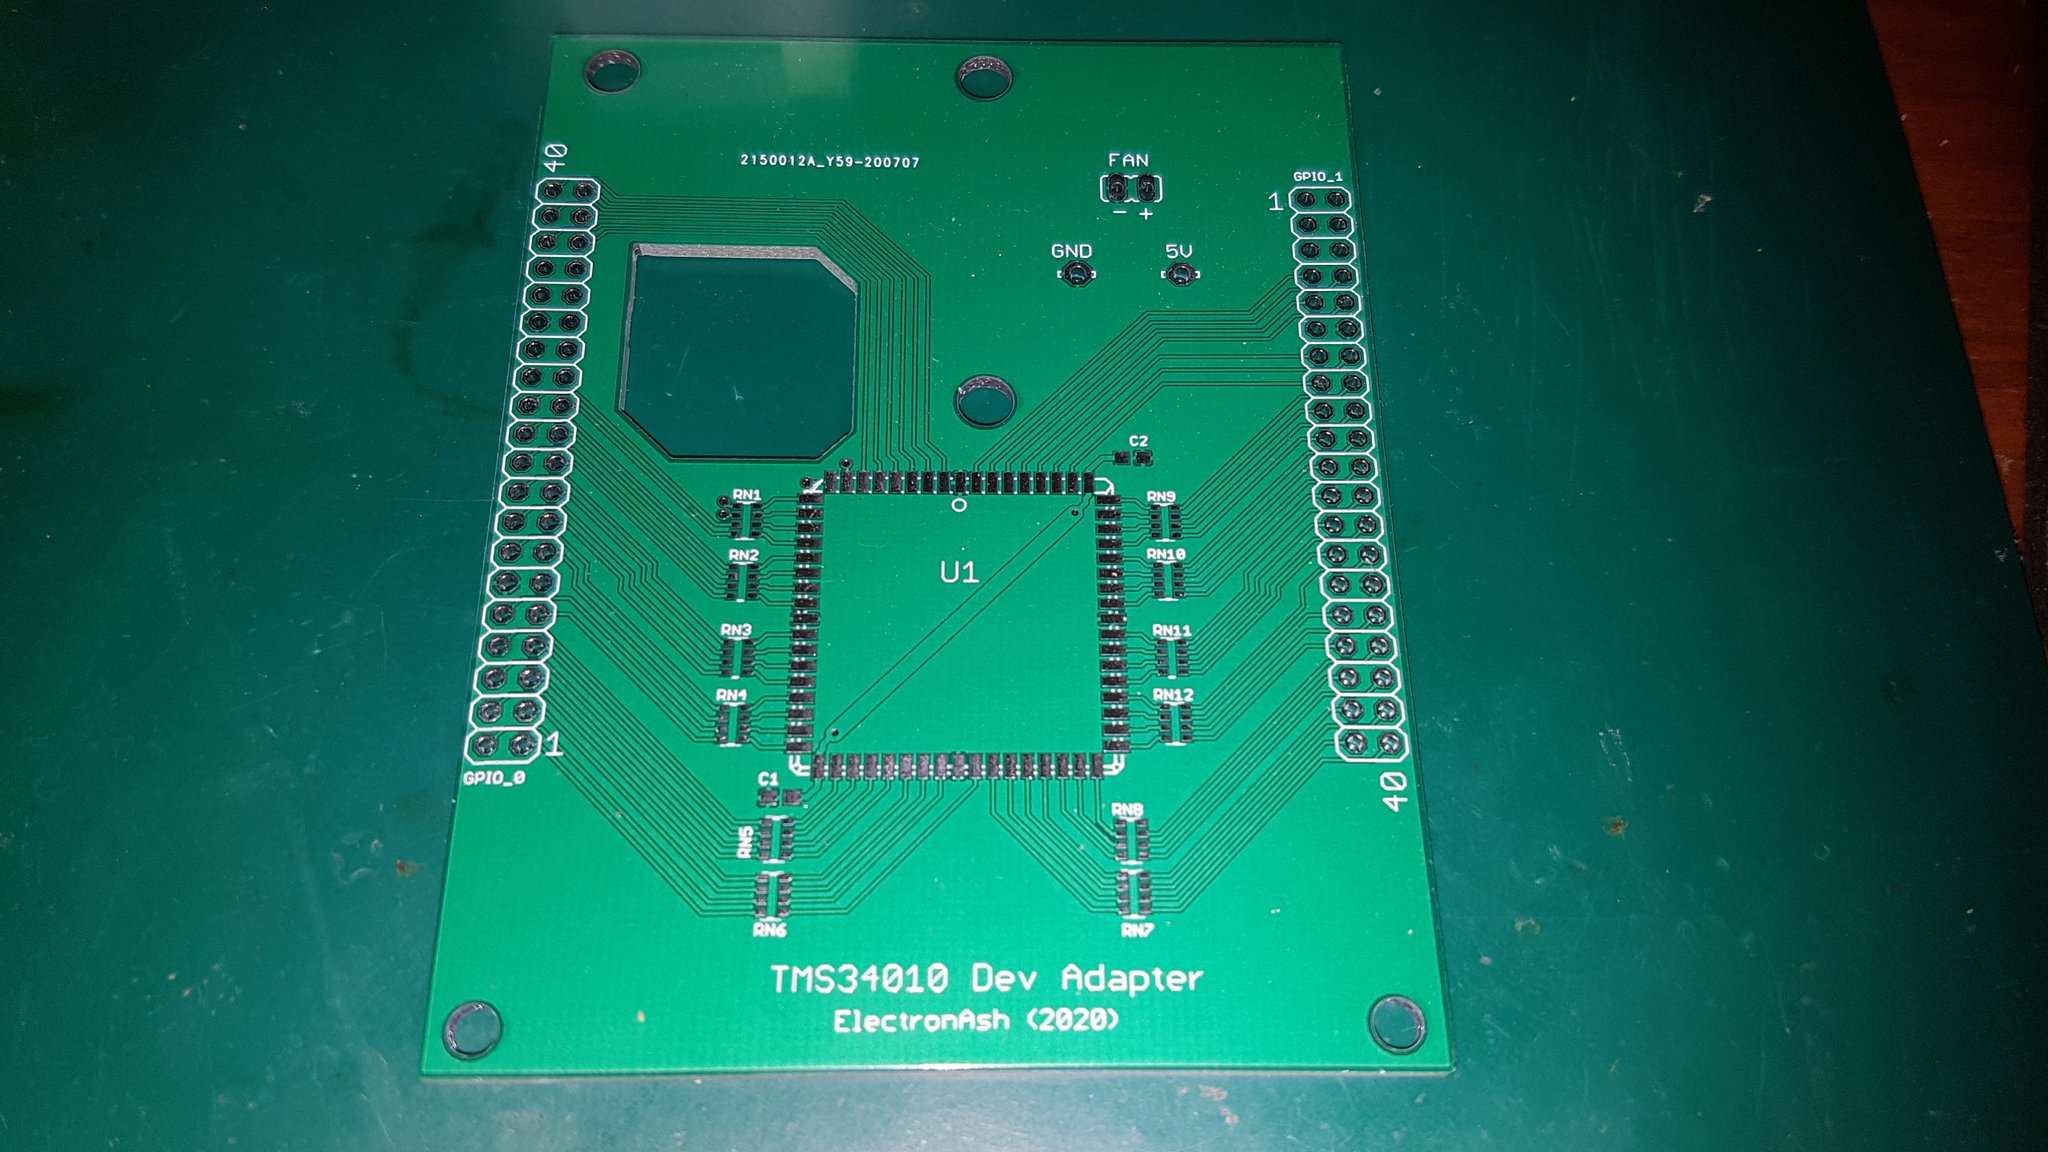 40
2150012A_Y59-200707
FAN
- +
GPIO_1
1
GND
5V
C2
RN1
RN9
U1
RN2
RN10
RN3
RN11
RN4
RN12
1
GPIO_0
C1
40
RN5
RN8
RN6
RN7
TMS34010 Dev Adapter
ElectronAsh (2020)